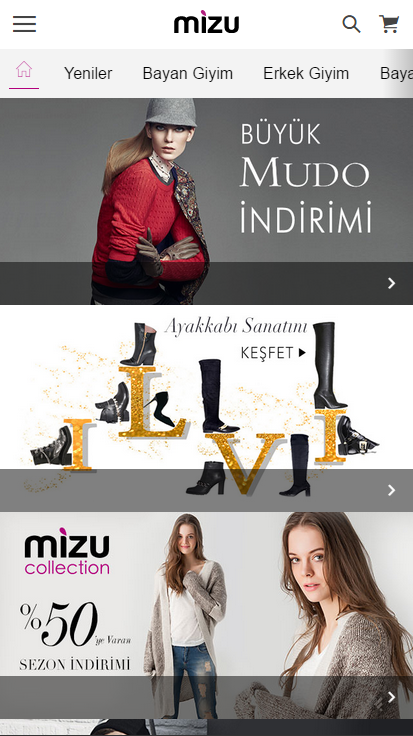 mizu
Yeniler
Bayan Giyim
Erkek Giyim
Baya
BÜYÜK
MUDO
İNDİRİMİ
Ayakkabı Sanatını
KEŞFET
ILVI
mizu
collection
%50'ye Varan
SEZON İNDİRİMİ